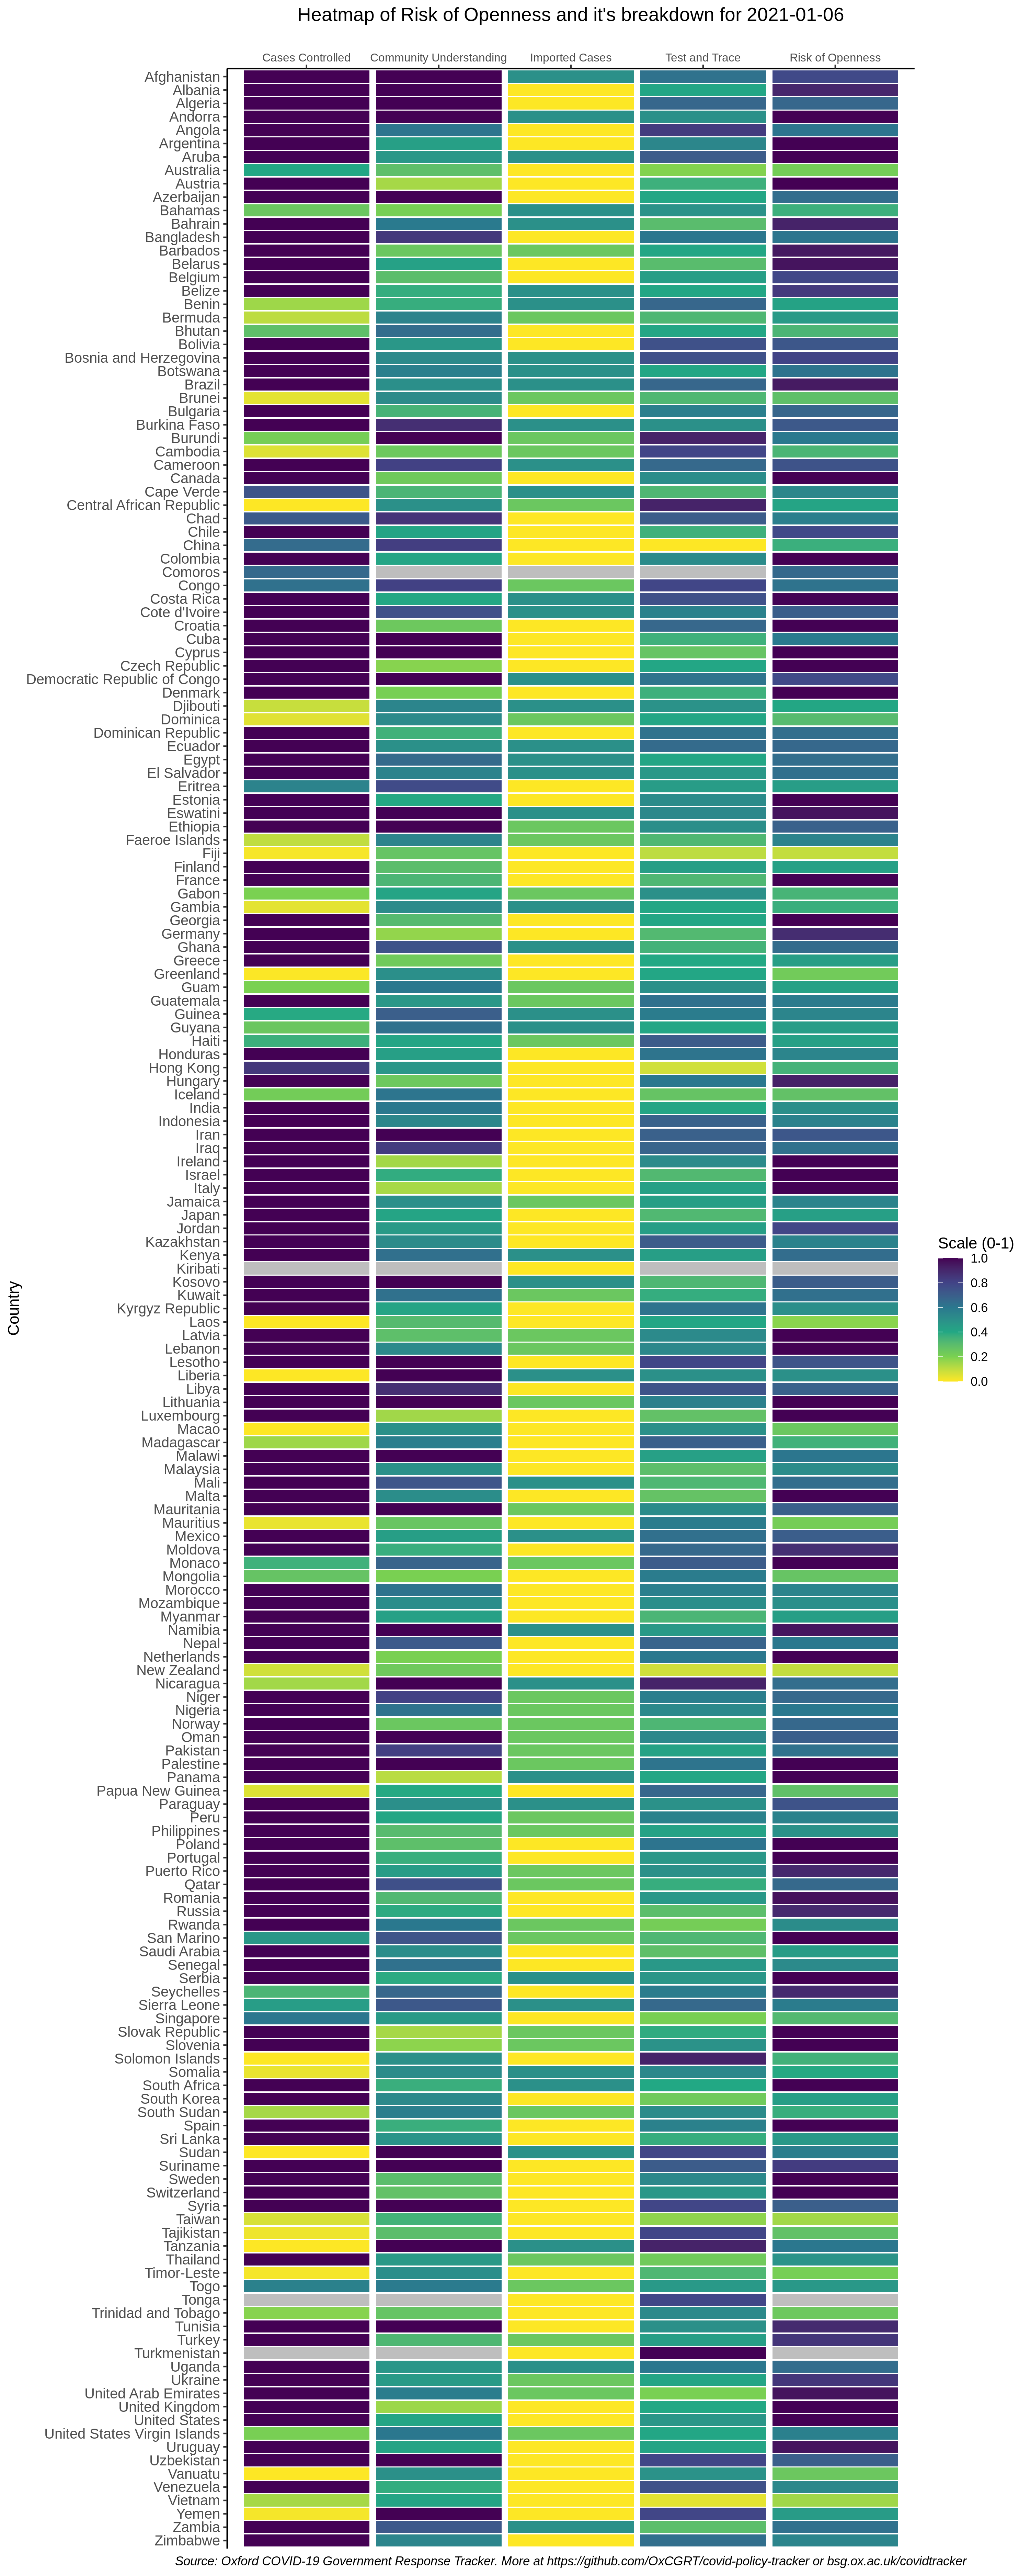 Heatmap of Risk of Openness and it's breakdown for 2021-01-06
Cases Controlled Community Understanding Imported Cases Test and Trace Risk of Openness
Afghanistan
Albania
Algeria
Andorra
Angola
Argentina
Aruba
Australia
Austria
Azerbaijan
Bahamas
Bahrain
Bangladesh
Barbados
Belarus
Belgium
Belize
Benin
Bermuda
Bhutan
Bolivia
Bosnia and Herzegovina
Botswana
Brazil
Brunei
Bulgaria
Burkina Faso
Burundi
Cambodia
Cameroon
Canada
Cape Verde
Central African Republic
Chad
Chile
China
Colombia
Comoros
Congo
Costa Rica
Cote d'Ivoire
Croatia
Cuba
Cyprus
Czech Republic
Democratic Republic of Congo
Denmark
Djibouti
Dominica
Dominican Republic
Ecuador
Egypt
El Salvador
Eritrea
Estonia
Eswatini
Ethiopia
Faeroe Islands
Fiji
Finland
France
Gabon
Gambia
Georgia
Germany
Ghana
Greece
Greenland
Guam
Guatemala
Guinea
Guyana
Haiti
Honduras
Hong Kong
Hungary
Iceland
India
Indonesia
Iran
Iraq
Ireland
Israel
Italy
Jamaica
Japan
Jordan
Kazakhstan
Kenya
Kiribati
Kosovo
Kuwait
Kyrgyz Republic
Laos
Latvia
Lebanon
Lesotho
Liberia
Libya
Lithuania
Luxembourg
Macao
Madagascar
Malawi
Malaysia
Mali
Malta
Mauritania
Mauritius
Mexico
Moldova
Monaco
Mongolia
Morocco
Mozambique
Myanmar
Namibia
Nepal
Netherlands
New Zealand
Nicaragua
Niger
Nigeria
Norway
Oman
Pakistan
Palestine
Panama
Papua New Guinea
Paraguay
Peru
Philippines
Poland
Portugal
Puerto Rico
Qatar
Romania
Russia
Rwanda
San Marino
Saudi Arabia
Senegal
Serbia
Seychelles
Sierra Leone
Singapore
Slovak Republic
Slovenia
Solomon Islands
Somalia
South Africa
South Korea
South Sudan
Spain
Sri Lanka
Sudan
Suriname
Sweden
Switzerland
Syria
Taiwan
Tajikistan
Tanzania
Thailand
Timor-Leste
Togo
Tonga
Trinidad and Tobago
Tunisia
Turkey
Turkmenistan
Uganda
Ukraine
United Arab Emirates
United Kingdom
United States
United States Virgin Islands
Uruguay
Uzbekistan
Vanuatu
Venezuela
Vietnam
Yemen
Zambia
Zimbabwe
Country
Scale (0-1)
1.0
0.8
0.6
0.4
0.2
0.0
Source: Oxford COVID-19 Government Response Tracker. More at https://github.com/OxCGRT/covid-policy-tracker or bsg.ox.ac.uk/covidtracker